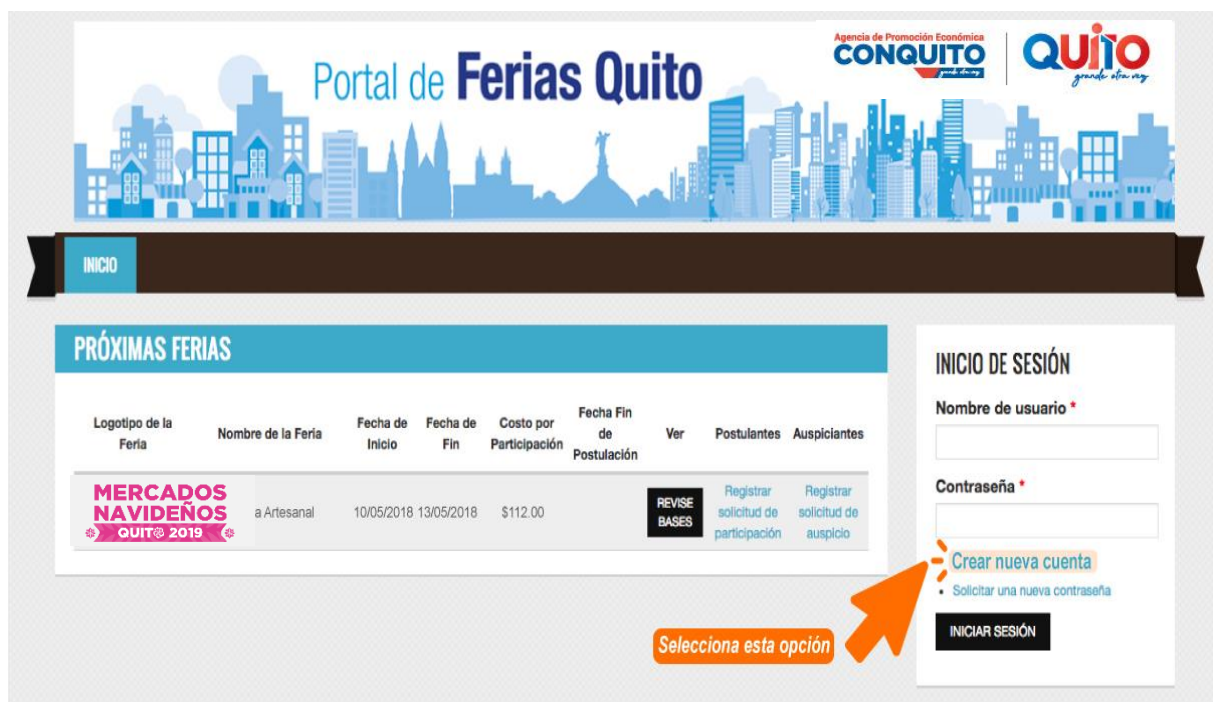 Portal de Ferias Quito
Agencia de Promoción Económica
CONQUITO
grande otra vez
QUITO
grande otra vez
INICIO
PRÓXIMAS FERIAS
Logotipo de la
Feria
Nombre de la Feria
Fecha de
Inicio
Fecha de
Fin
Costo por
Participación
Fecha Fin
de
Postulación
Ver
Postulantes
Auspiciantes
MERCADOS
NAVIDEÑOS
QUITO 2019
a Artesanal
10/05/2018
13/05/2018
$112.00
REVISE
BASES
Registrar
solicitud de
participación
Registrar
solicitud de
auspicio
INICIO DE SESIÓN
Nombre de usuario *
Contraseña *
Crear nueva cuenta
• Solicitar una nueva contraseña
INICIAR SESIÓN
Selecciona esta opción